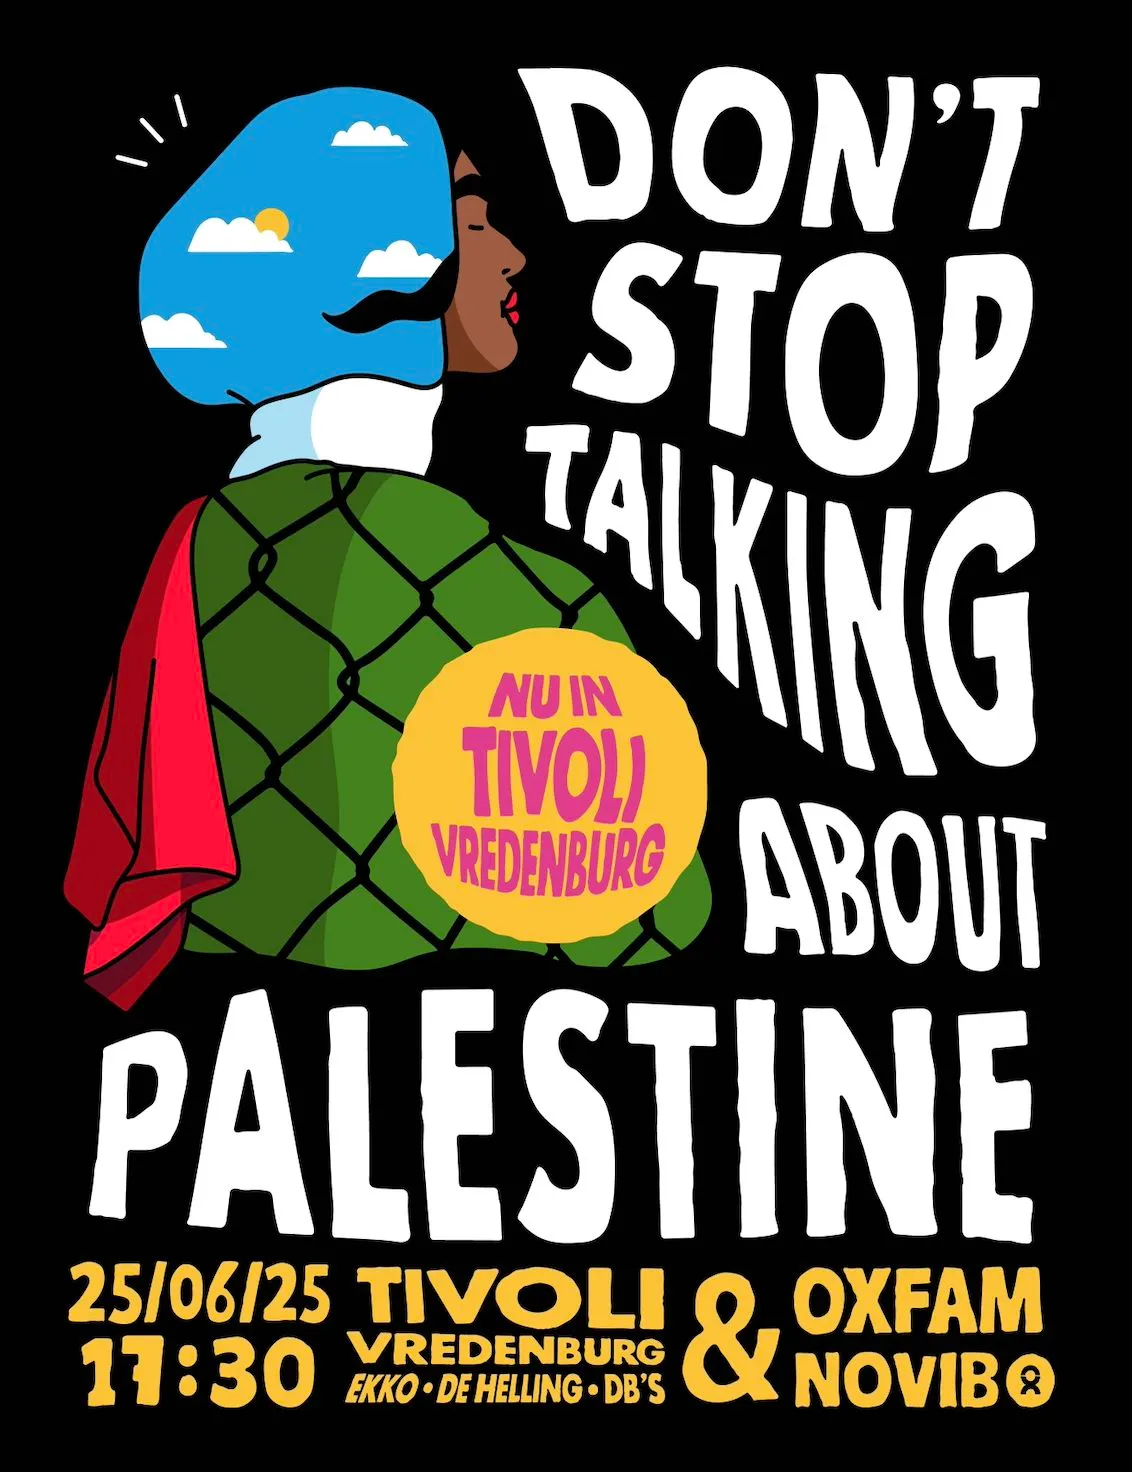 DON'T
STOP
TALKING
ABOUT
PALESTINE
NU IN
TIVOLI
VREDENBURG
25/06/25
17:30
TIVOLI
VREDENBURG
EKKO • DE HELLING • DB'S
&
OXFAM
NOVIB